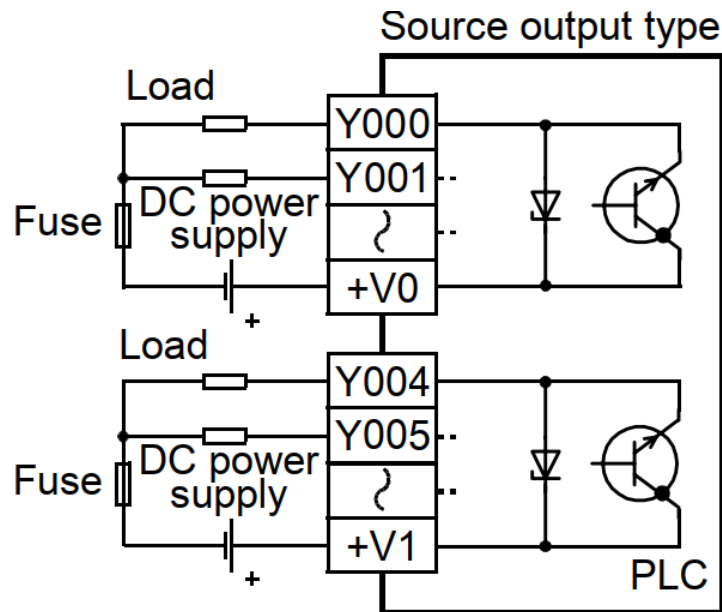 Source output type
Load
Y000
Y001
DC power
supply
Fuse
+V0
+
Load
Y004
Y005
DC power
supply
Fuse
+V1
+
PLC